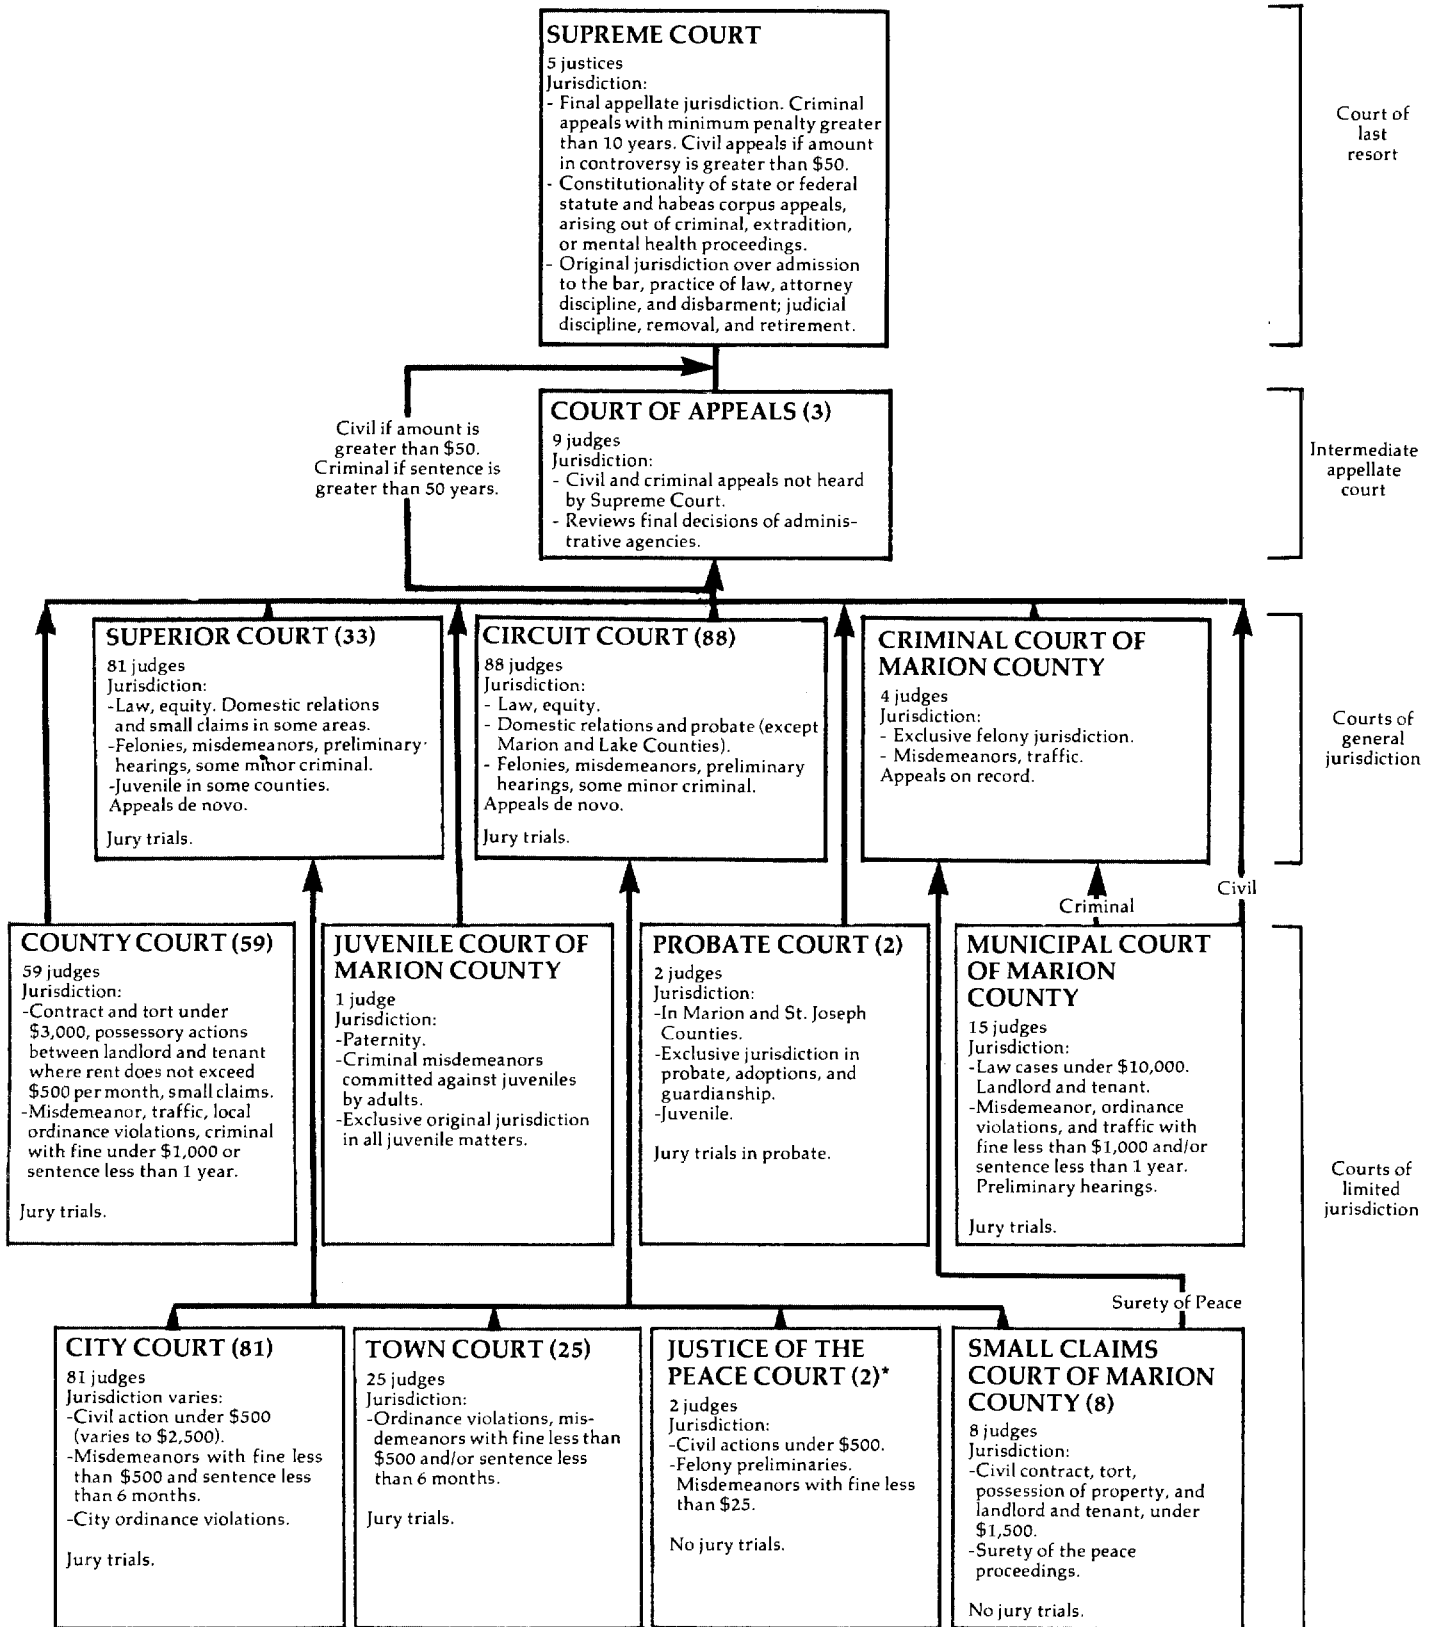 SUPREME COURT
5 justices
Jurisdiction:
- Final appellate jurisdiction. Criminal
appeals with minimum penalty greater
than 10 years. Civil appeals if amount
in controversy is greater than $50.
- Constitutionality of state or federal
statute and habeas corpus appeals,
arising out of criminal, extradition,
or mental health proceedings.
- Original jurisdiction over admission
to the bar, practice of law, attorney
discipline, and disbarment; judicial
discipline, removal, and retirement.
Court of
last
resort
Civil if amount is
greater than $50.
Criminal if sentence is
greater than 50 years.
COURT OF APPEALS (3)
9 judges
Jurisdiction:
- Civil and criminal appeals not heard
by Supreme Court.
- Reviews final decisions of adminis-
trative agencies.
Intermediate
appellate
court
SUPERIOR COURT (33)
81 judges
Jurisdiction:
-Law, equity. Domestic relations
and small claims in some areas.
-Felonies, misdemeanors, preliminary
hearings, some minor criminal.
-Juvenile in some counties.
Appeals de novo.
Jury trials.
CIRCUIT COURT (88)
88 judges
Jurisdiction:
- Law, equity.
- Domestic relations and probate (except
Marion and Lake Counties).
- Felonies, misdemeanors, preliminary
hearings, some minor criminal.
Appeals de novo.
Jury trials.
CRIMINAL COURT OF
MARION COUNTY
4 judges
Jurisdiction:
- Exclusive felony jurisdiction.
- Misdemeanors, traffic.
Appeals on record.
Courts of
general
jurisdiction
Civil
Criminal
COUNTY COURT (59)
59 judges
Jurisdiction:
-Contract and tort under
$3,000, possessory actions
between landlord and tenant
where rent does not exceed
$500 per month, small claims.
-Misdemeanor, traffic, local
ordinance violations, criminal
with fine under $1,000 or
sentence less than 1 year.
Jury trials.
JUVENILE COURT OF
MARION COUNTY
1 judge
Jurisdiction:
-Paternity.
-Criminal misdemeanors
committed against juveniles
by adults.
-Exclusive original jurisdiction
in all juvenile matters.
PROBATE COURT (2)
2 judges
Jurisdiction:
-In Marion and St. Joseph
Counties.
-Exclusive jurisdiction in
probate, adoptions, and
guardianship.
-Juvenile.
Jury trials in probate.
MUNICIPAL COURT
OF MARION
COUNTY
15 judges
Jurisdiction:
-Law cases under $10,000.
Landlord and tenant.
-Misdemeanor, ordinance
violations, and traffic with
fine less than $1,000 and/or
sentence less than 1 year.
Preliminary hearings.
Jury trials.
Courts of
limited
jurisdiction
Surety of Peace
CITY COURT (81)
81 judges
Jurisdiction varies:
-Civil action under $500
(varies to $2,500).
-Misdemeanors with fine less
than $500 and sentence less
than 6 months.
-City ordinance violations.
Jury trials.
TOWN COURT (25)
25 judges
Jurisdiction:
-Ordinance violations, mis-
demeanors with fine less than
$500 and/or sentence less
than 6 months.
Jury trials.
JUSTICE OF THE
PEACE COURT (2)*
2 judges
Jurisdiction:
-Civil actions under $500.
-Felony preliminaries.
Misdemeanors with fine less
than $25.
No jury trials.
SMALL CLAIMS
COURT OF MARION
COUNTY (8)
8 judges
Jurisdiction:
-Civil contract, tort,
possession of property, and
landlord and tenant, under
$1,500.
-Surety of the peace
proceedings.
No jury trials.